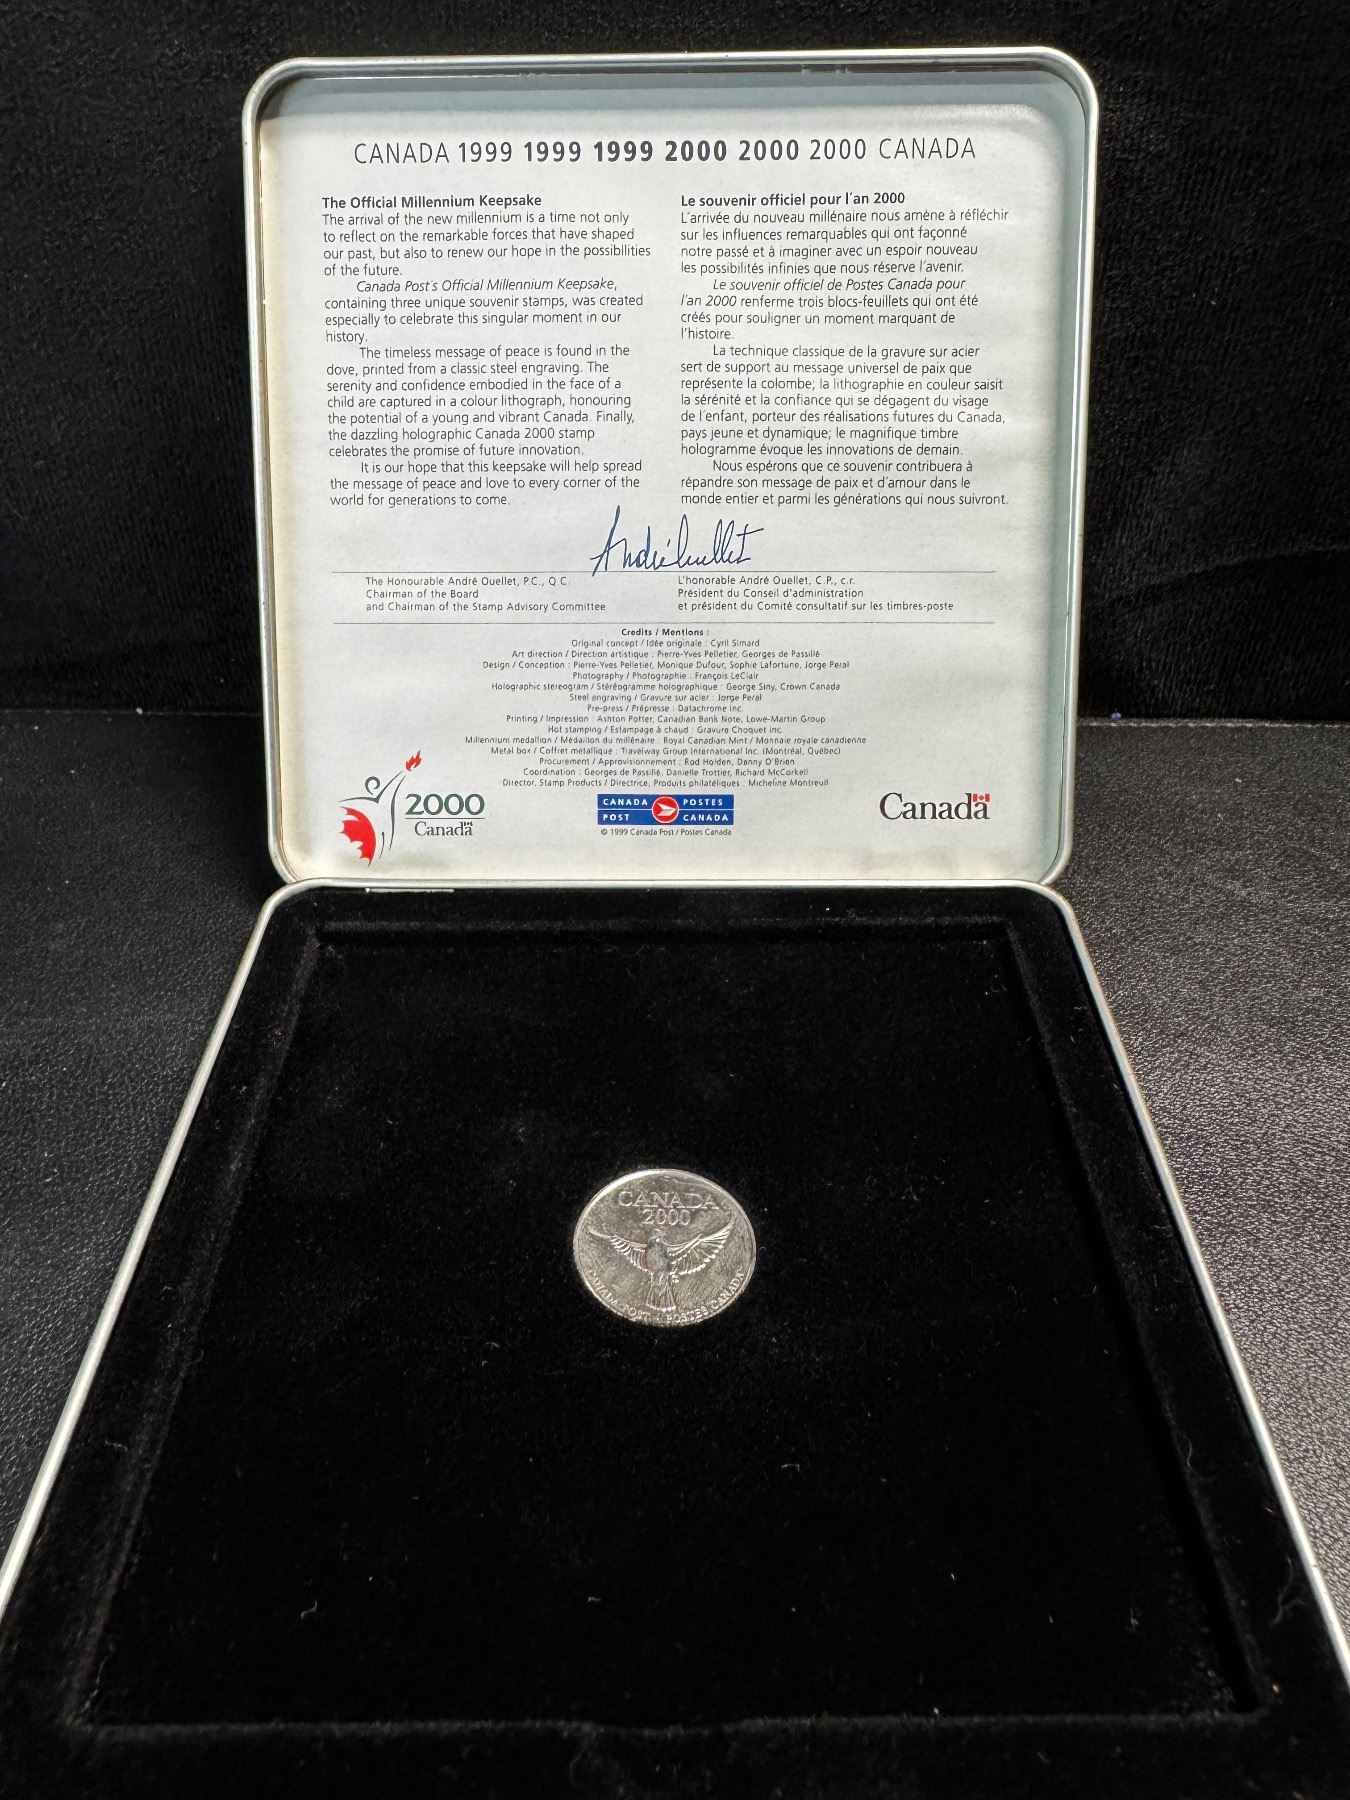 CANADA 1999 1999 1999 2000 2000 2000 CANADA
The Official Millennium Keepsake
The arrival of the new millennium is a time not only
to reflect on the remarkable forces that have shaped
our past, but also to renew our hope in the possibilities
of the future.
Canada Post's Official Millennium Keepsake,
containing three unique souvenir stamps, was created
especially to celebrate this singular moment in our
history.
The timeless message of peace is found in the
dove, printed from a classic steel engraving. The
serenity and confidence embodied in the face of a
child are captured in a colour lithograph, honouring
the potential of a young and vibrant Canada. Finally,
the dazzling holographic Canada 2000 stamp
celebrates the promise of future innovation.
It is our hope that this keepsake will help spread
the message of peace and love to every corner of the
world for generations to come.
Le souvenir officiel pour l'an 2000
L'arrivée du nouveau millénaire nous amène à réfléchir
sur les influences remarquables qui ont façonné
notre passé et à imaginer avec un espoir nouveau
les possibilités infinies que nous réserve l'avenir.
Le souvenir officiel de Postes Canada pour
l'an 2000 renferme trois blocs-feuillets qui ont été
créés pour souligner un moment marquant de
l'histoire.
La technique classique de la gravure sur acier
sert de support au message universel de paix que
représente la colombe; la lithographie en couleur saisit
la sérénité et la confiance qui se dégagent du visage
de l'enfant, porteur des réalisations futures du Canada,
pays jeune et dynamique; le magnifique timbre
hologramme évoque les innovations de demain.
Nous espérons que ce souvenir contribuera à
répandre son message de paix et d'amour dans le
monde entier et parmi les générations qui nous suivront.
André Ouellet
The Honourable André Ouellet, P.C., Q.C.
Chairman of the Board
and Chairman of the Stamp Advisory Committee
L'honorable André Ouellet, C.P., c.r.
Président du Conseil d'administration
et président du Comité consultatif sur les timbres-poste
Credits / Mentions :
Original concept / Idée originale : Cyril Simard
Art direction / Direction artistique : Pierre-Yves Pelletier, Georges de Passillé
Design / Conception : Pierre-Yves Pelletier, Monique Dufour, Sophie Lafortune, Jorge Peral
Photography / Photographie : François LeClair
Holographic stereogram / Stéréogramme holographique : George Siny, Crown Canada
Steel engraving / Gravure sur acier : Jorge Peral
Pre-press / Prépresse : Datachrome inc.
Printing / Impression : Ashton Potter, Canadian Bank Note, Lowe-Martin Group
Hot stamping / Estampage à chaud : Gravure Choquet inc.
Millennium medallion / Médaillon du millénaire : Royal Canadian Mint / Monnaie royale canadienne
Metal box / Coffret métallique : Travelway Group International Inc. (Montréal, Québec)
Procurement / Approvisionnement : Rod Holden, Danny O'Brien
Coordination : Georges de Passillé, Danielle Trottier, Richard McCorkell
Director, Stamp Products / Directrice, Produits philatéliques : Micheline Montreuil
2000
Canada
CANADA POSTES
POST CANADA
© 1999 Canada Post / Postes Canada
Canada
CANADA
2000
CANADA POST POSTES CANADA